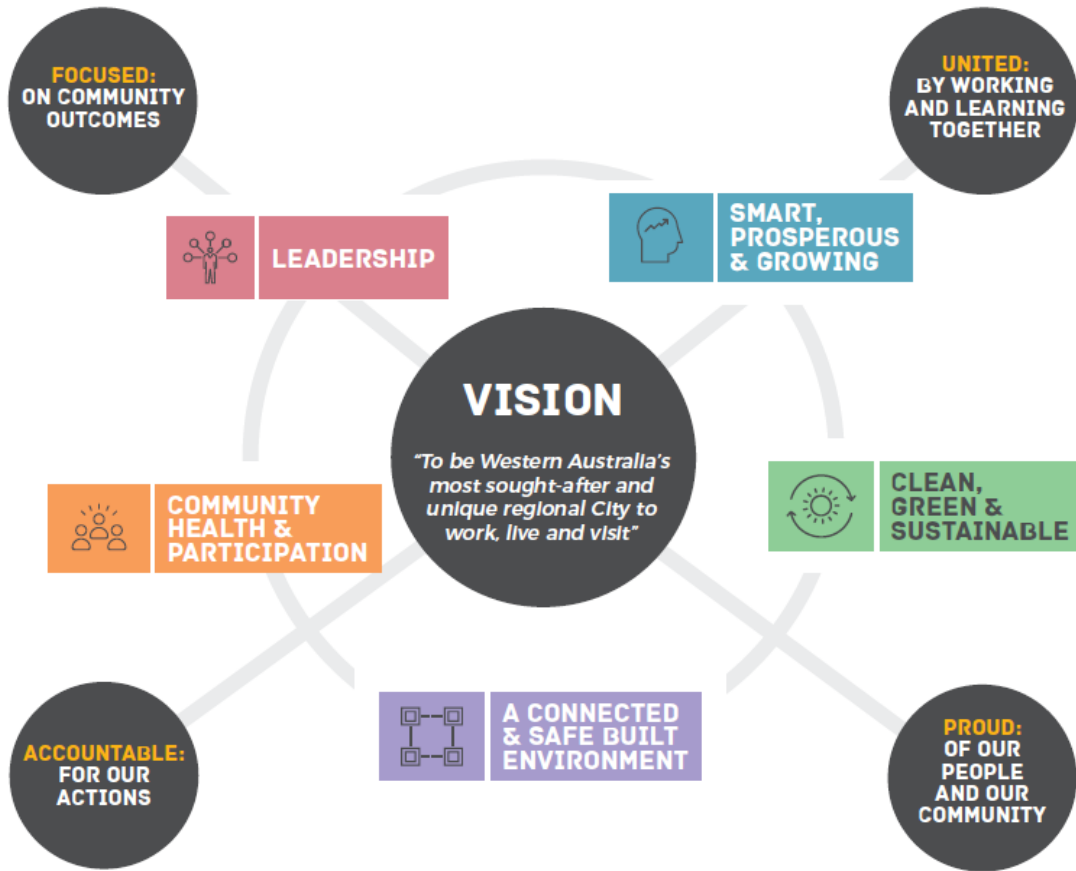 FOCUSED:
ON COMMUNITY
OUTCOMES
UNITED:
BY WORKING
AND LEARNING
TOGETHER
LEADERSHIP
SMART,
PROSPEROUS
& GROWING
VISION
"To be Western Australia's
most sought-after and
unique regional City to
work, live and visit"
COMMUNITY
HEALTH &
PARTICIPATION
CLEAN,
GREEN &
SUSTAINABLE
A CONNECTED
& SAFE BUILT
ENVIRONMENT
ACCOUNTABLE:
FOR OUR
ACTIONS
PROUD:
OF OUR
PEOPLE
AND OUR
COMMUNITY